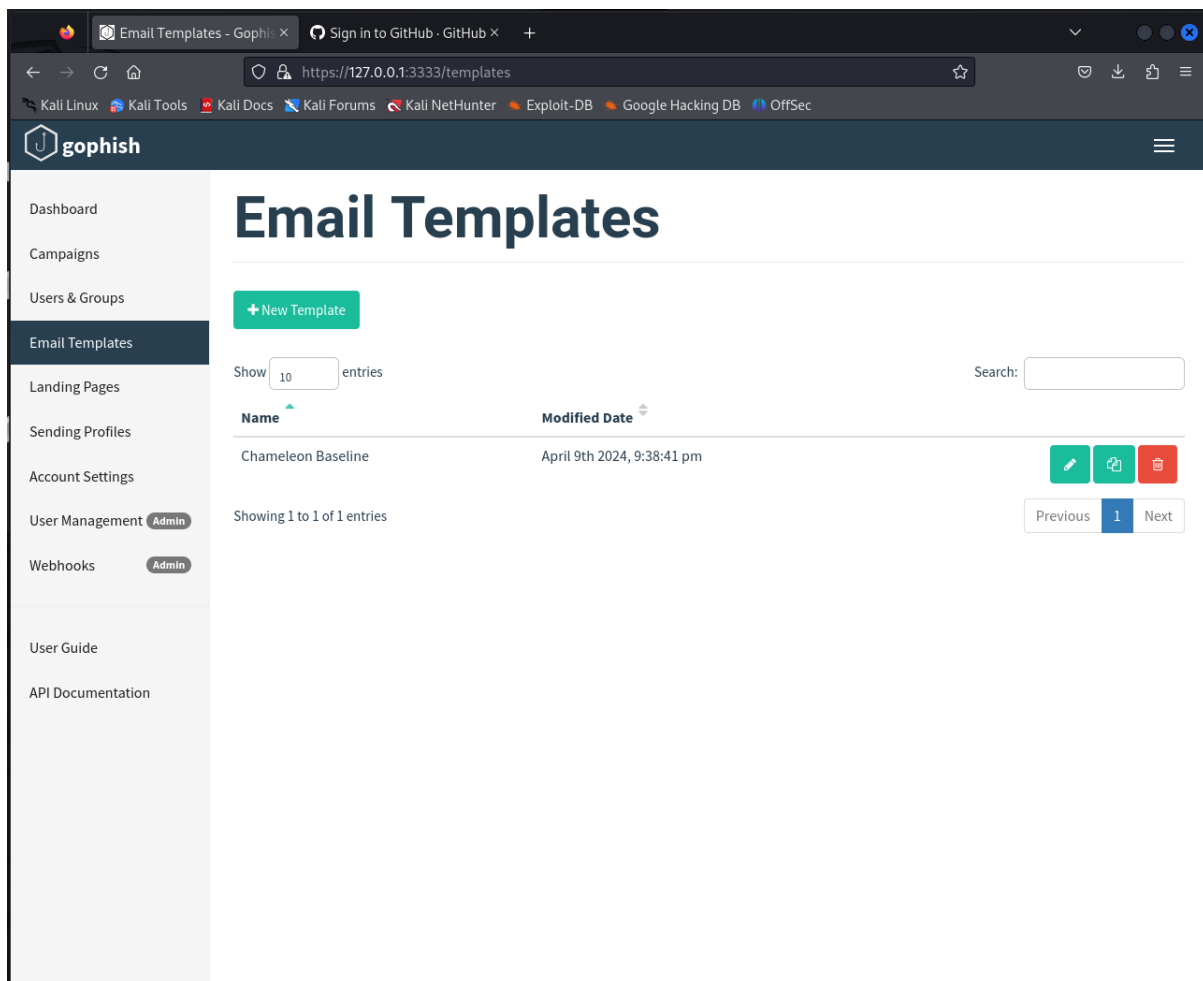 Email Templates - Gophis
Sign in to GitHub · GitHub
https://127.0.0.1:3333/templates
Kali Linux Kali Tools Kali Docs Kali Forums Kali NetHunter Exploit-DB Google Hacking DB OffSec
gophish
Dashboard
Campaigns
Users & Groups
Email Templates
Landing Pages
Sending Profiles
Account Settings
User Management Admin
Webhooks Admin
User Guide
API Documentation
Email Templates
New Template
Show 10 entries
Search:
Name Modified Date
Chameleon Baseline April 9th 2024, 9:38:41 pm
Showing 1 to 1 of 1 entries
Previous 1 Next